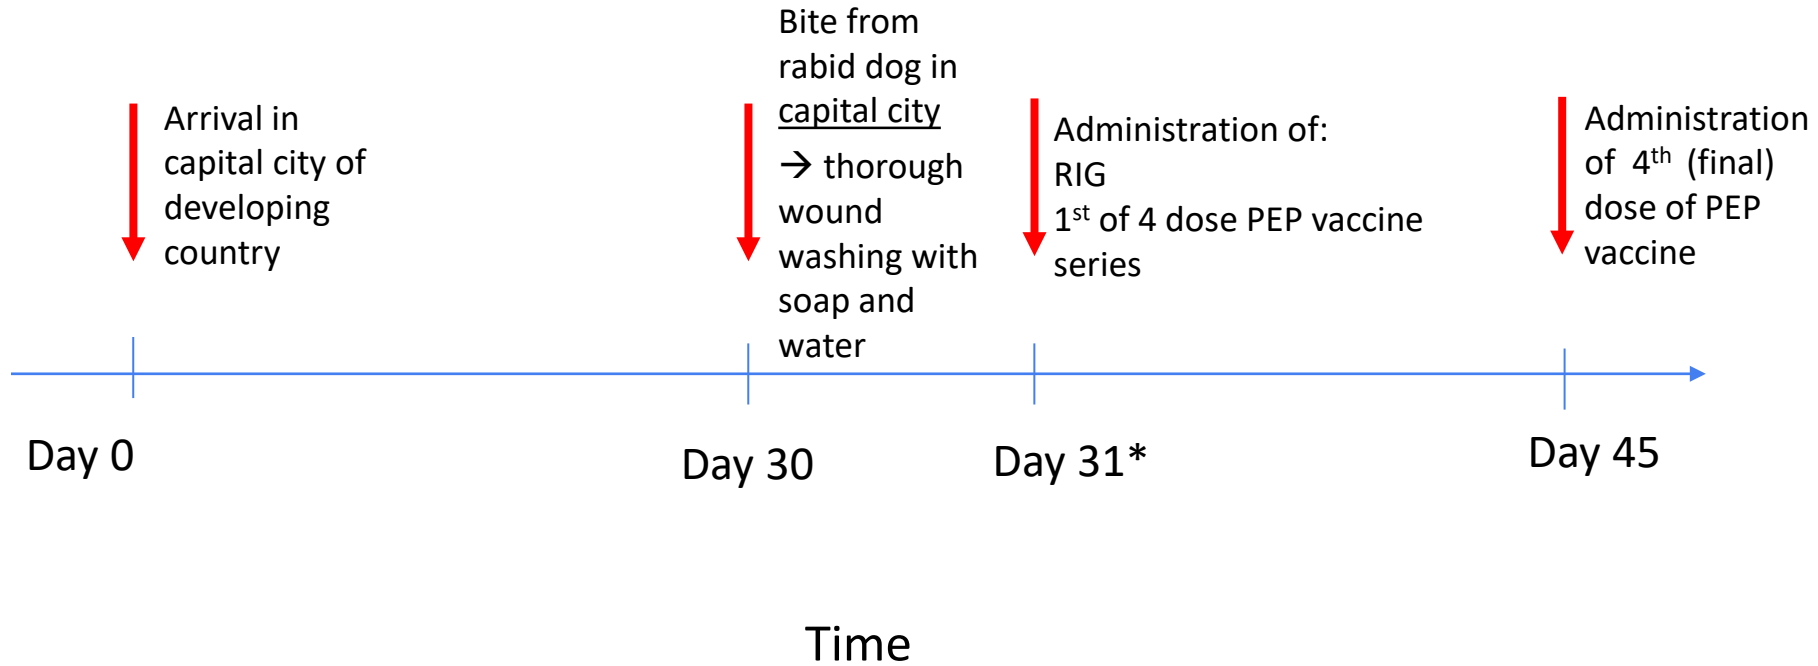 Arrival in
capital city of
developing
country
Bite from
rabid dog in
capital city
→ thorough
wound
washing with
soap and
water
Administration of:
RIG
1st of 4 dose PEP vaccine
series
Administration
of 4th (final)
dose of PEP
vaccine
Day 0
Day 30
Day 31*
Day 45
Time